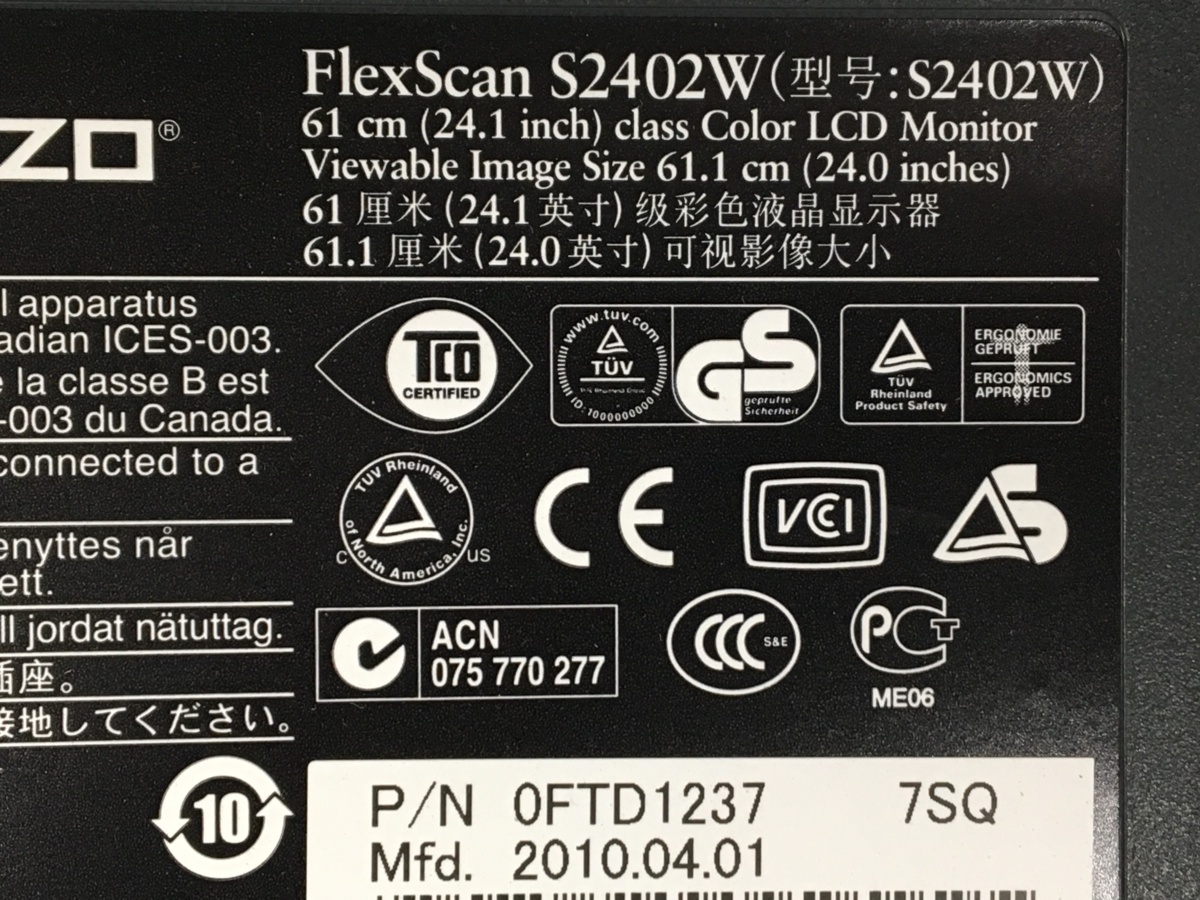 FlexScan S2402W(型号:S2402W)
61 cm (24.1 inch) class Color LCD Monitor
Viewable Image Size 61.1 cm (24.0 inches)
61 厘米 (24.1 英寸) 级彩色液晶显示器
61.1 厘米 (24.0 英寸) 可视影像大小
ZO®
l apparatus
adian ICES-003.
e la classe B est
-003 du Canada.
connected to a
enyttes når
ett.
ll jordat nätuttag.
插座。
接地してください。
10
TCO
CERTIFIED
www.tuv.com
TÜV
ID:1000000000
GS
geprüfte
Sicherheit
TÜV
Rheinland
Product Safety
ERGONOMIE
GEPRÜFT
ERGONOMICS
APPROVED
TÜV Rheinland
of North America, Inc.
C US
CE
VCCI
S
ACN
075 770 277
CCC S&E
PCT
ME06
P/N 0FTD1237 7SQ
Mfd. 2010.04.01